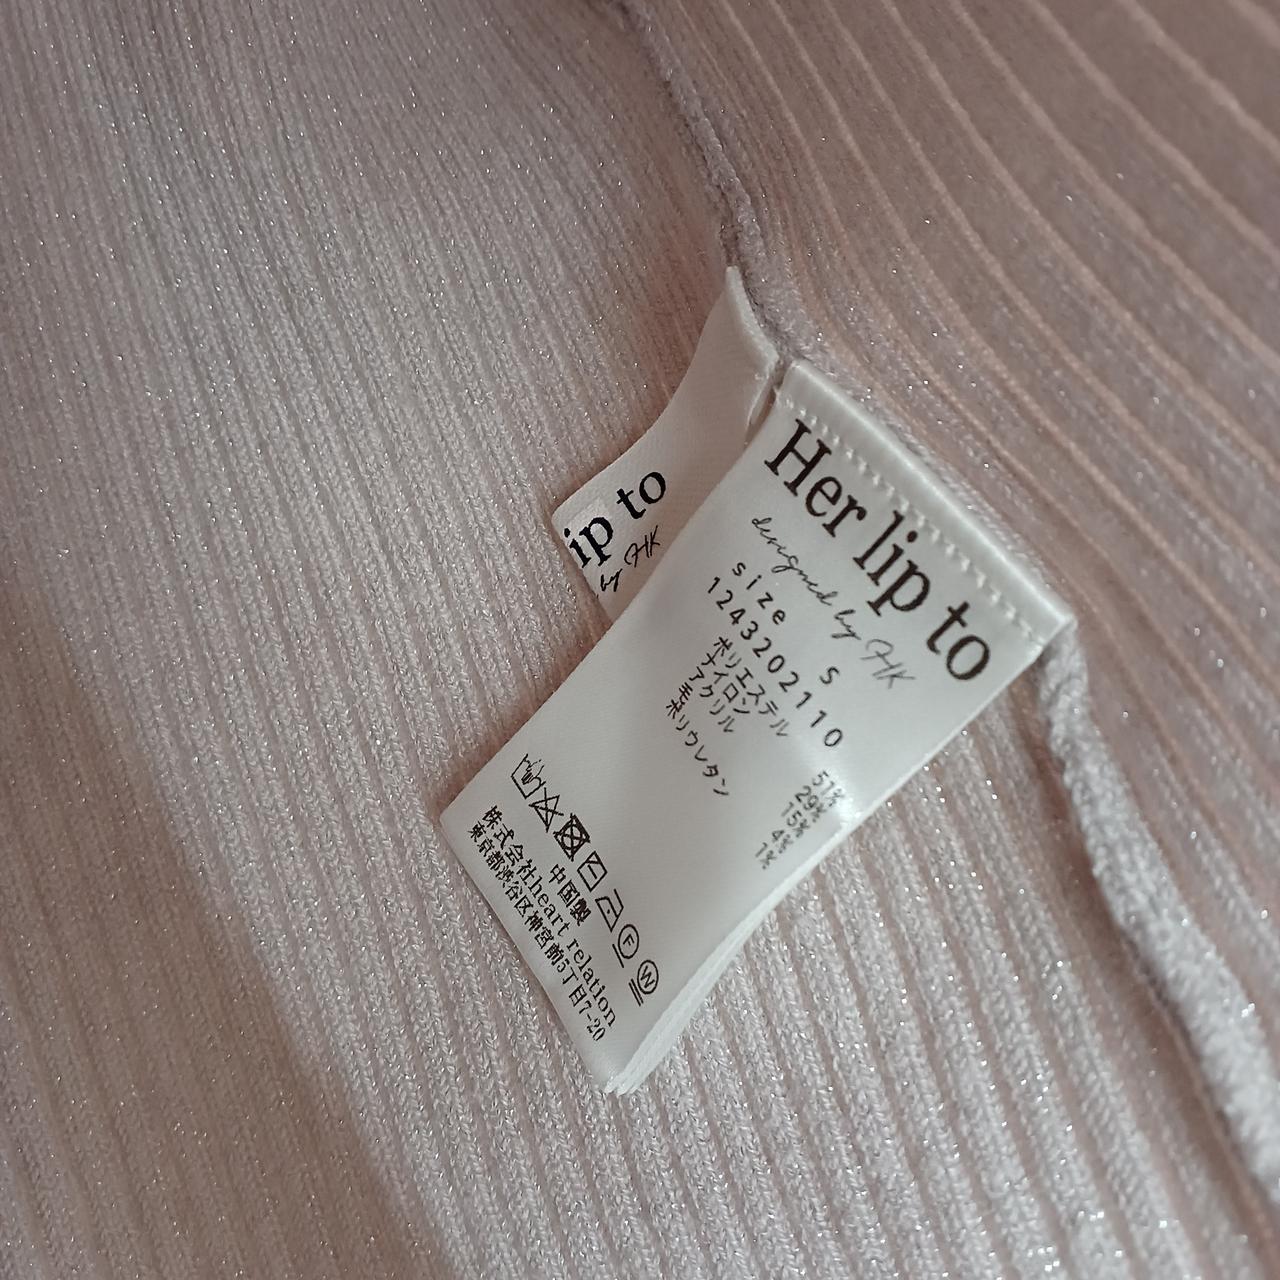 ip to
by HK
Her lip to
designed by HK
size S
1243202110
ポリエステル 51%
ナイロン 29%
アクリル 15%
毛 4%
ポリウレタン 1%
F
W
中国製
株式会社heart relation
東京都渋谷区神宮前5丁目7-20